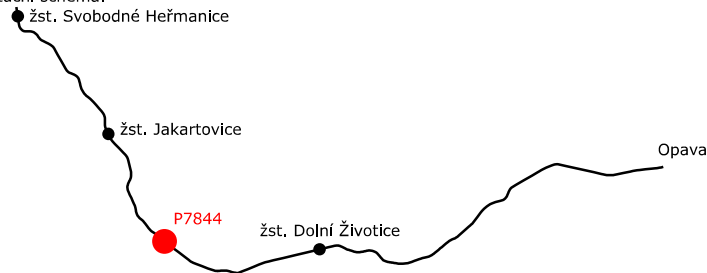 žst. Svobodné Heřmanice
žst. Jakartovice
Opava
P7844
žst. Dolní Životice